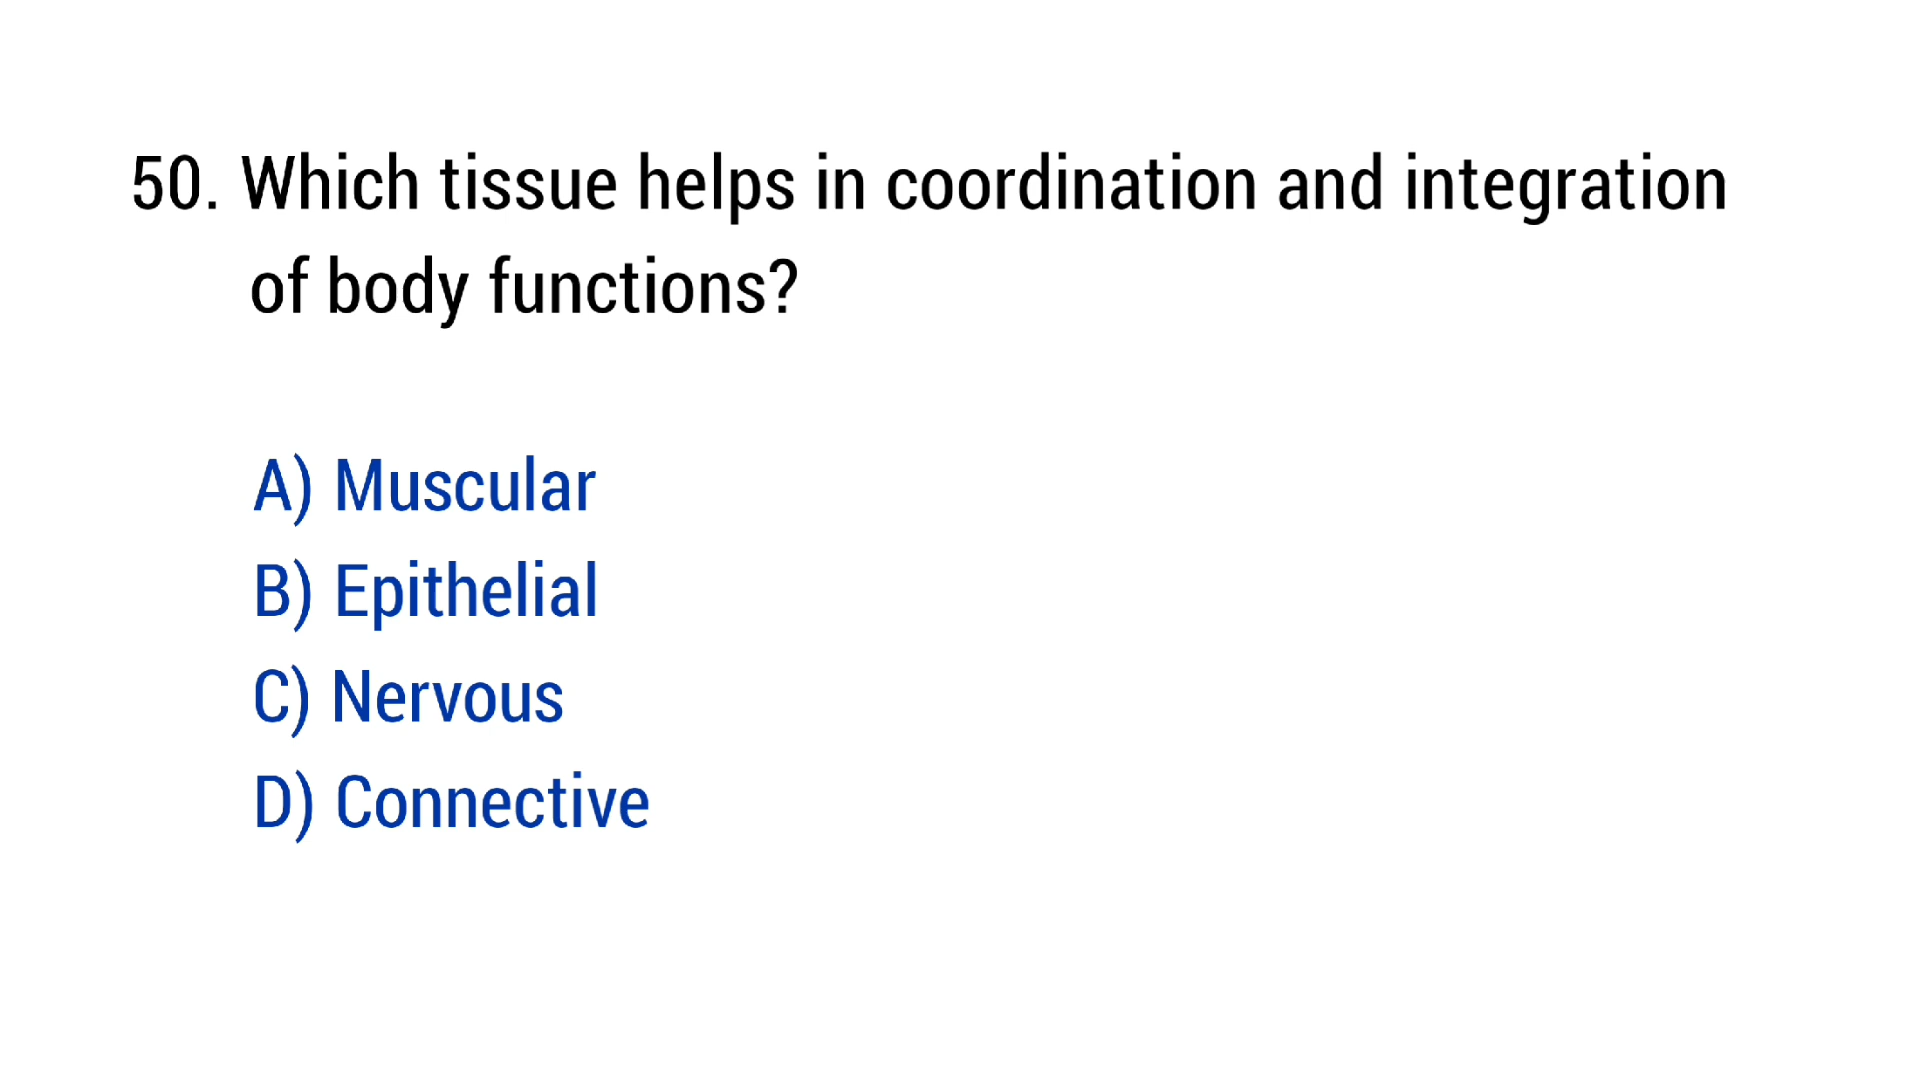 50. Which tissue helps in coordination and integration
of body functions?
A) Muscular
B) Epithelial
C) Nervous
D) Connective